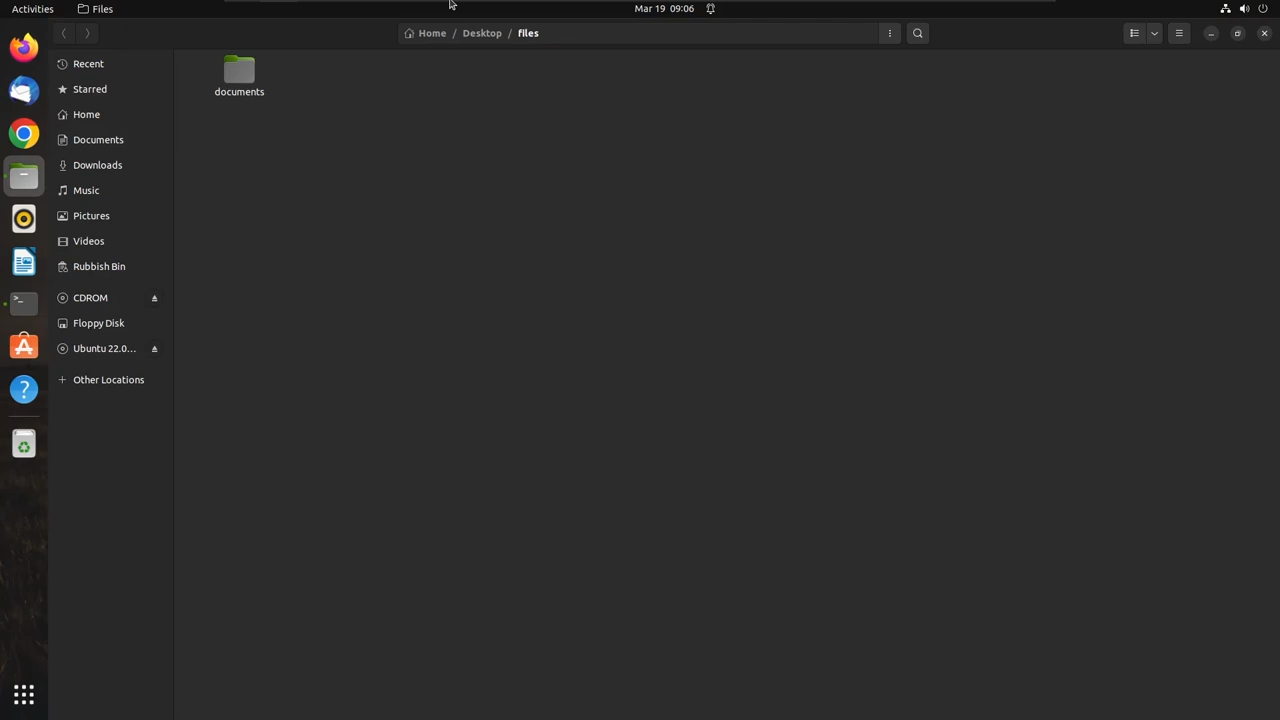 Activities Files Mar 19 09:06
Home / Desktop / files
Recent
documents
Starred
Home
Documents
Downloads
Music
Pictures
Videos
Rubbish Bin
CDROM
Floppy Disk
Ubuntu 22.0…
+ Other Locations